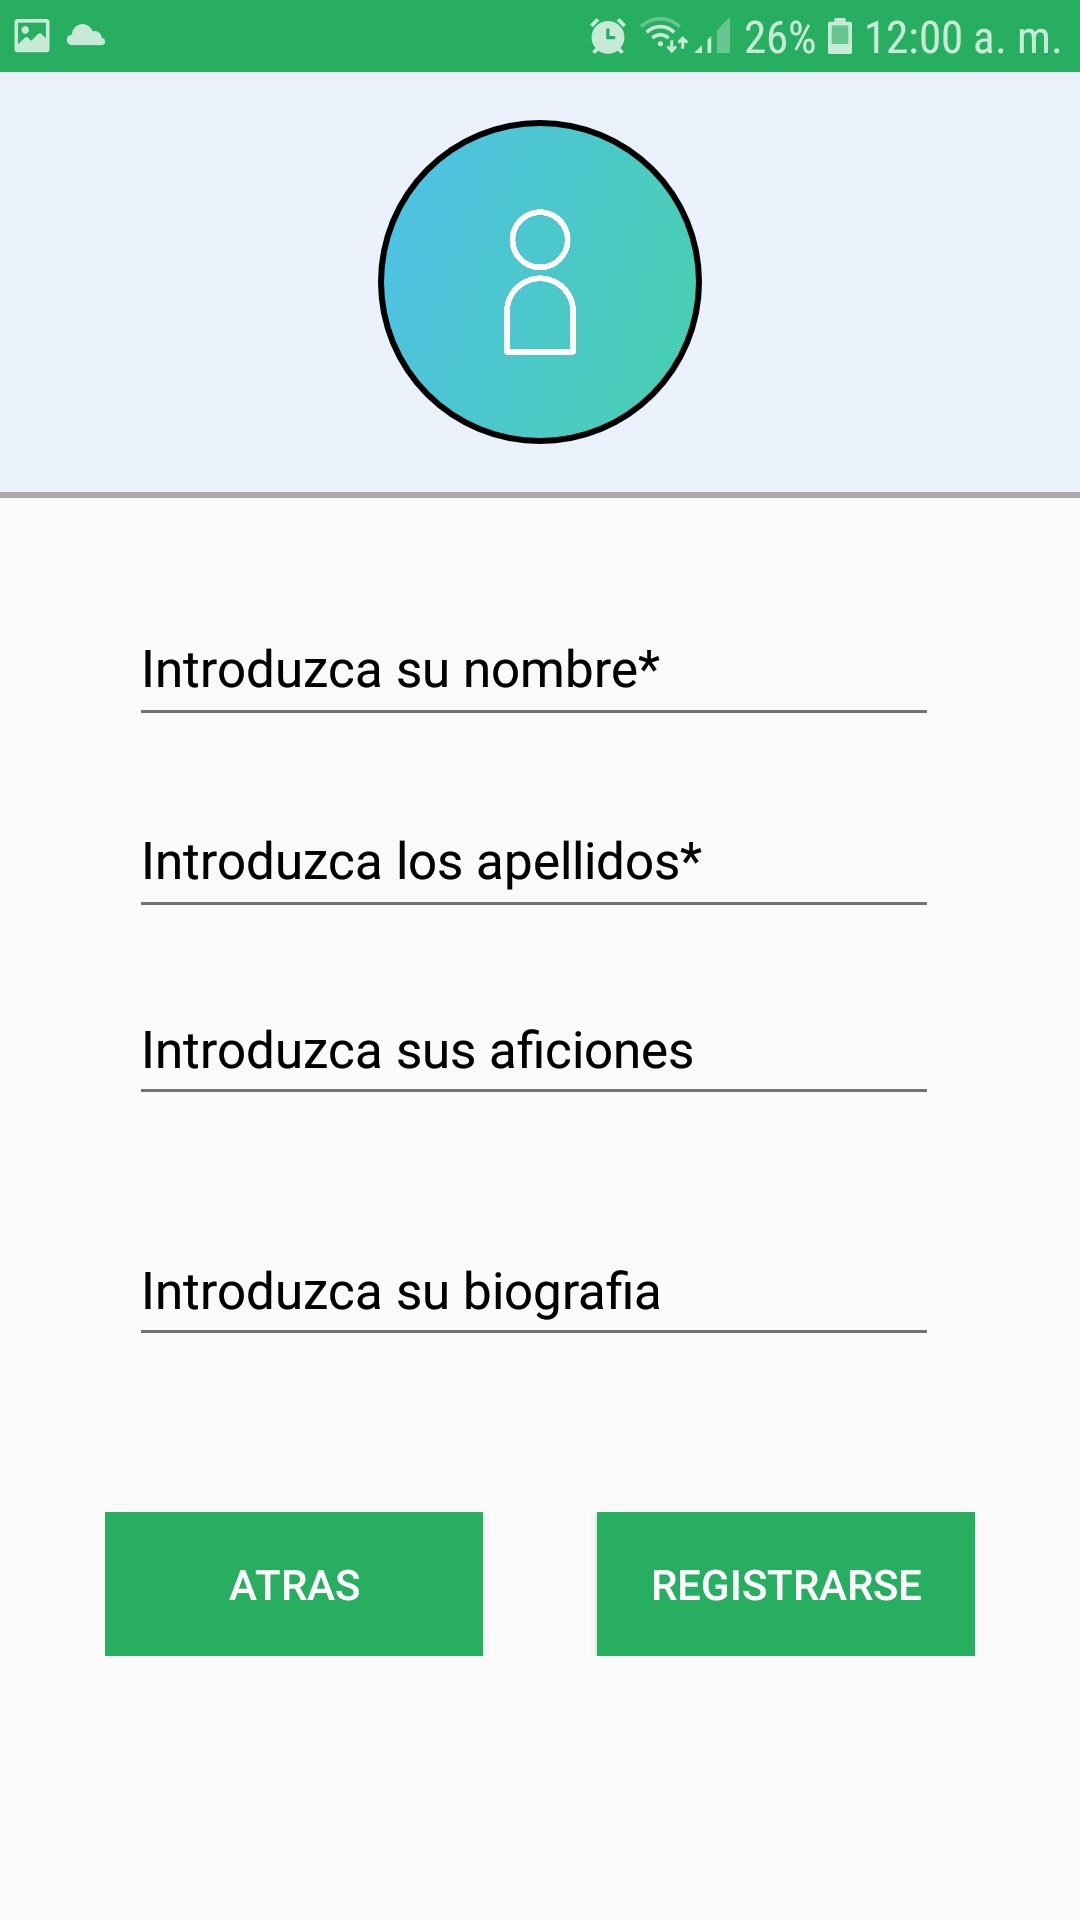 26% 12:00 a. m.
Introduzca su nombre*
Introduzca los apellidos*
Introduzca sus aficiones
Introduzca su biografia
ATRAS REGISTRARSE